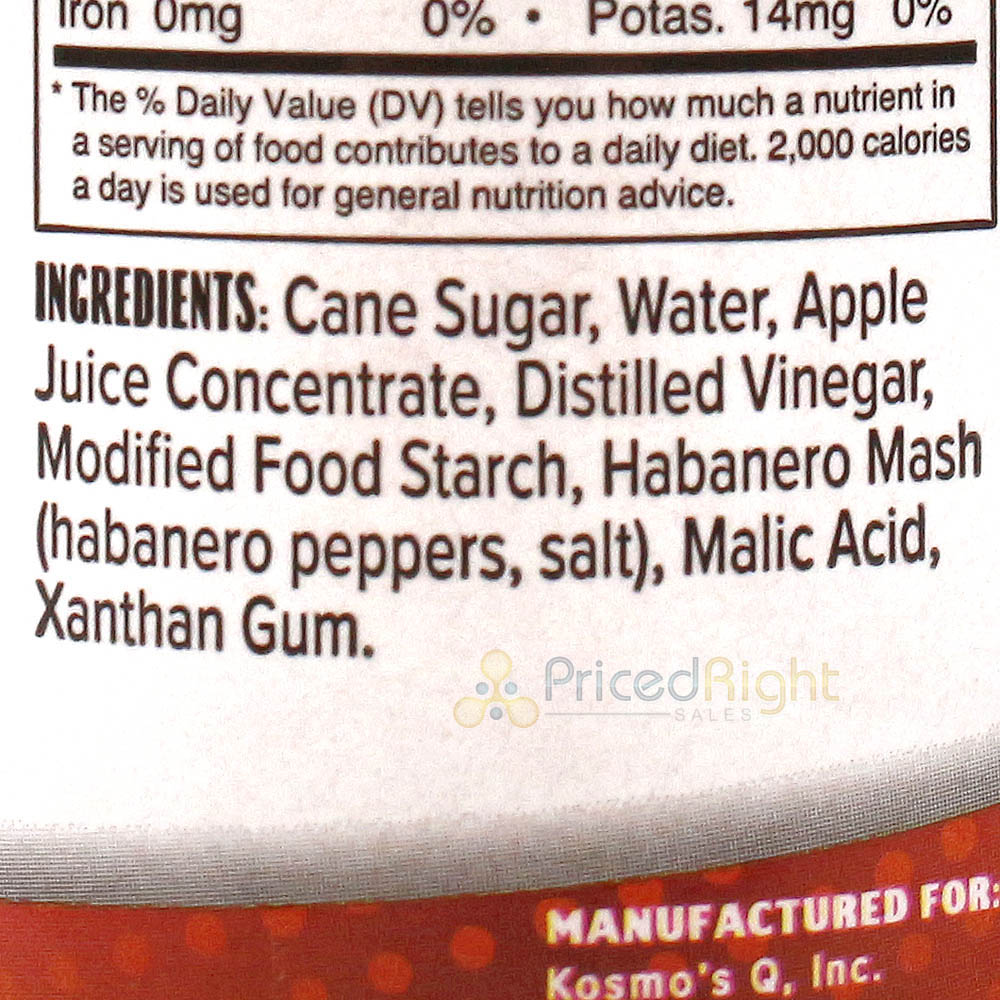 Iron 0mg 0% • Potas. 14mg 0%
* The % Daily Value (DV) tells you how much a nutrient in
a serving of food contributes to a daily diet. 2,000 calories
a day is used for general nutrition advice.
INGREDIENTS: Cane Sugar, Water, Apple
Juice Concentrate, Distilled Vinegar,
Modified Food Starch, Habanero Mash
(habanero peppers, salt), Malic Acid,
Xanthan Gum.
PricedRight
SALES
MANUFACTURED FOR:
Kosmo's Q, Inc.